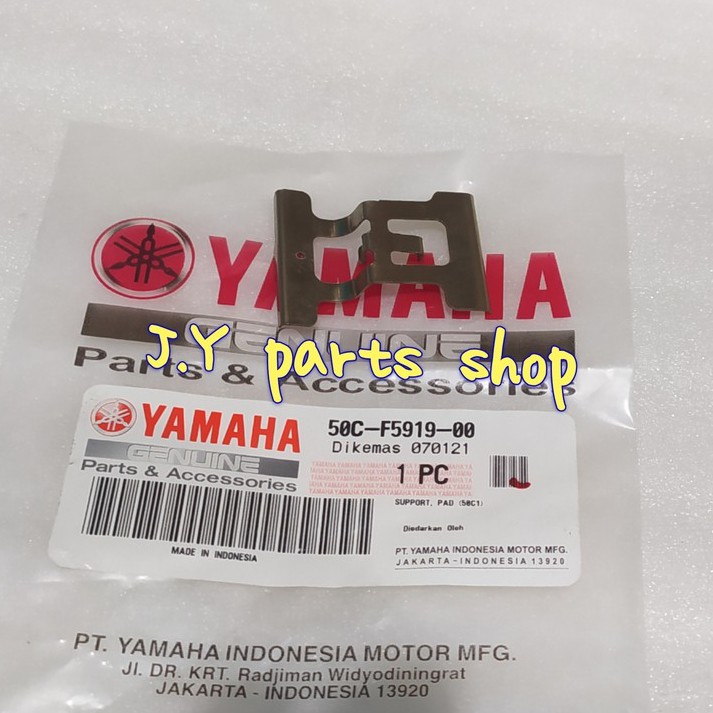 YAMAHA
GENUINE
Parts & Accessories
J.Y parts shop
YAMAHA
GENUINE
Parts & Accessories
MADE IN INDONESIA
50C-F5919-00
Dikemas 070121
1 PC
SUPPORT, PAD (50C1)
Diedarkan Oleh
PT. YAMAHA INDONESIA MOTOR MFG.
JAKARTA - INDONESIA 13920
PT. YAMAHA INDONESIA MOTOR MFG.
Jl. DR. KRT. Radjiman Widyodiningrat
JAKARTA - INDONESIA 13920